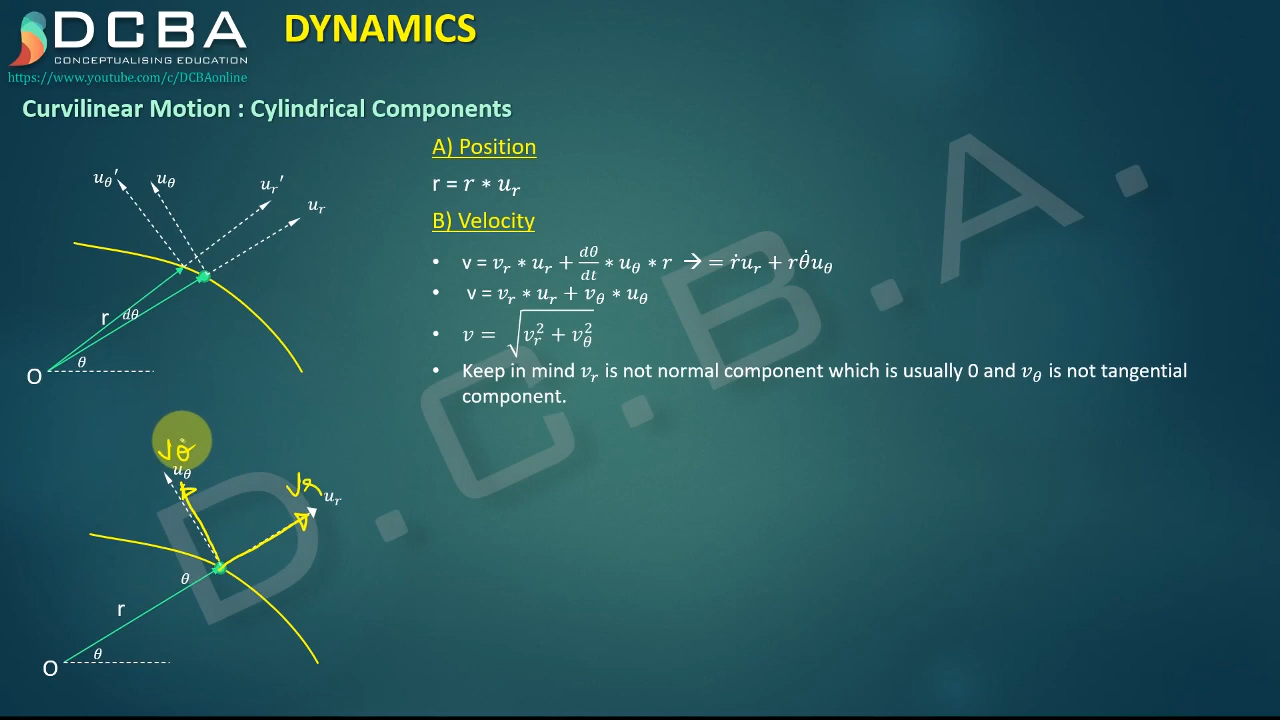 DCBA
CONCEPTUALISING EDUCATION
https://www.youtube.com/c/DCBAonline
DYNAMICS
Curvilinear Motion : Cylindrical Components
A) Position
r = r * u_r
B) Velocity
• v = v_r * u_r + dθ/dt * u_θ * r → = ṙu_r + rθ̇u_θ
• v = v_r * u_r + v_θ * u_θ
• v = √(v_r² + v_θ²)
• Keep in mind v_r is not normal component which is usually 0 and v_θ is not tangential
component.
u_θ'
u_θ
u_r'
u_r
r
dθ
θ
O
vθ
u_θ
v_r
u_r
θ
r
θ
O
D.C.B.A.